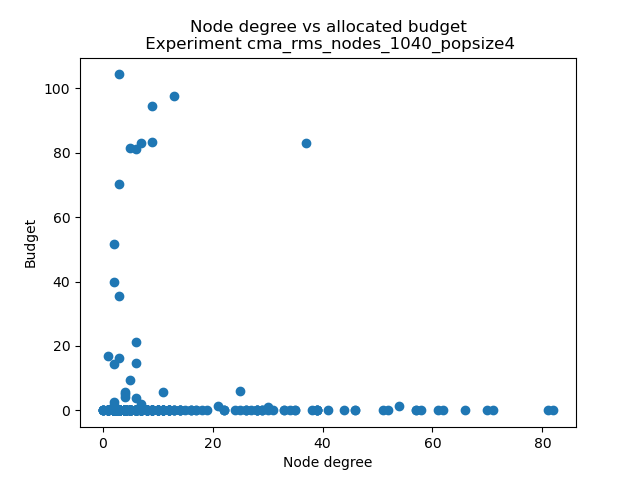 Node degree vs allocated budget
Experiment cma_rms_nodes_1040_popsize4
100
80
60
40
20
0
Budget
0 20 40 60 80
Node degree